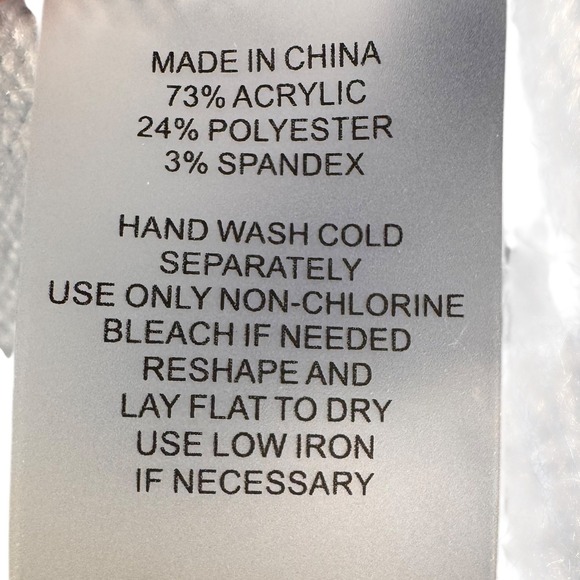 MADE IN CHINA
73% ACRYLIC
24% POLYESTER
3% SPANDEX
HAND WASH COLD
SEPARATELY
USE ONLY NON-CHLORINE
BLEACH IF NEEDED
RESHAPE AND
LAY FLAT TO DRY
USE LOW IRON
IF NECESSARY